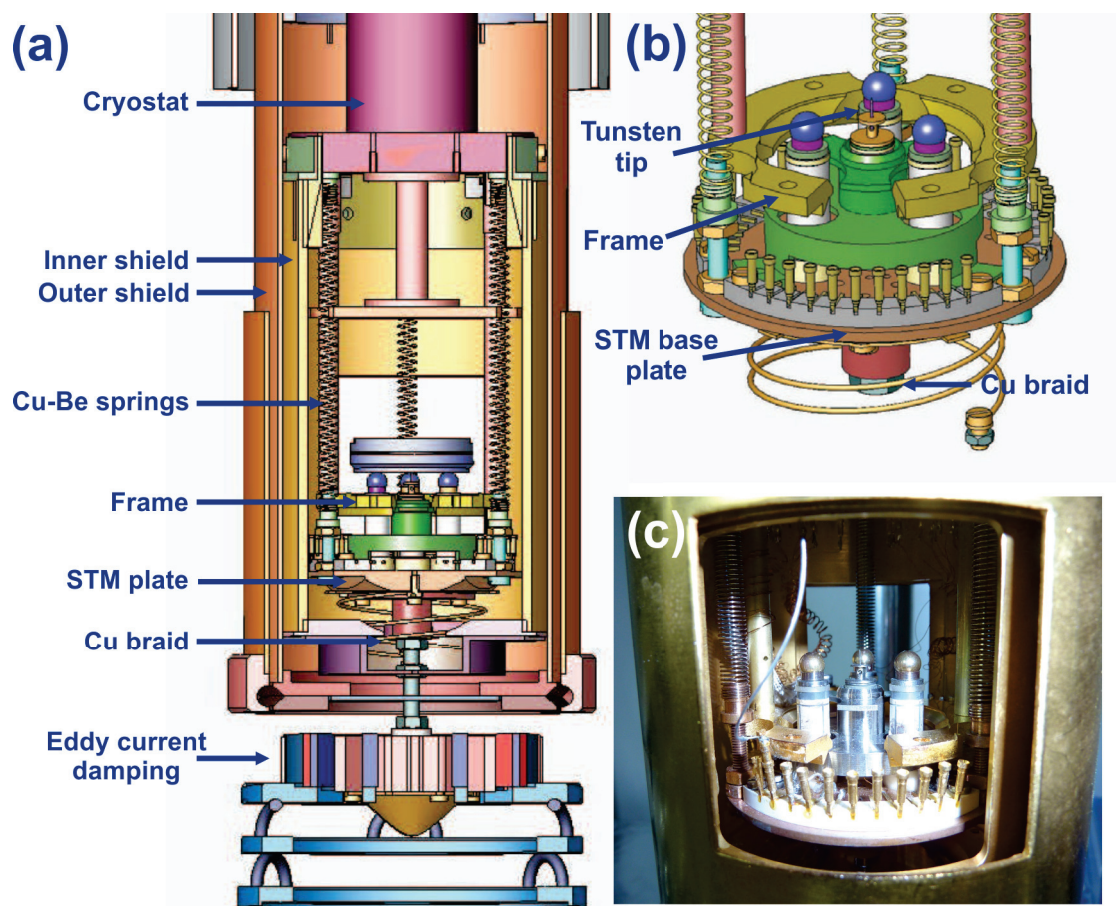 (a)
Cryostat
Inner shield
Outer shield
Cu-Be springs
Frame
STM plate
Cu braid
Eddy current
damping
(b)
Tunsten
tip
Frame
STM base
plate
Cu braid
(c)